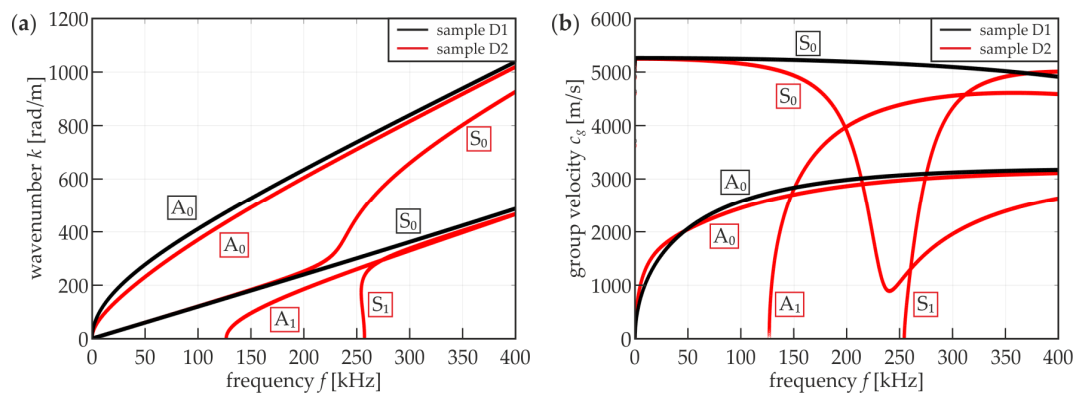 (a)
wavenumber k [rad/m]
1200
1000
800
600
400
200
0
sample D1
sample D2
A₀
A₀
S₀
S₀
A₁
S₁
0 50 100 150 200 250 300 350 400
frequency f [kHz]
(b)
group velocity c_g [m/s]
6000
5000
4000
3000
2000
1000
0
sample D1
sample D2
S₀
S₀
A₀
A₀
A₁
S₁
0 50 100 150 200 250 300 350 400
frequency f [kHz]